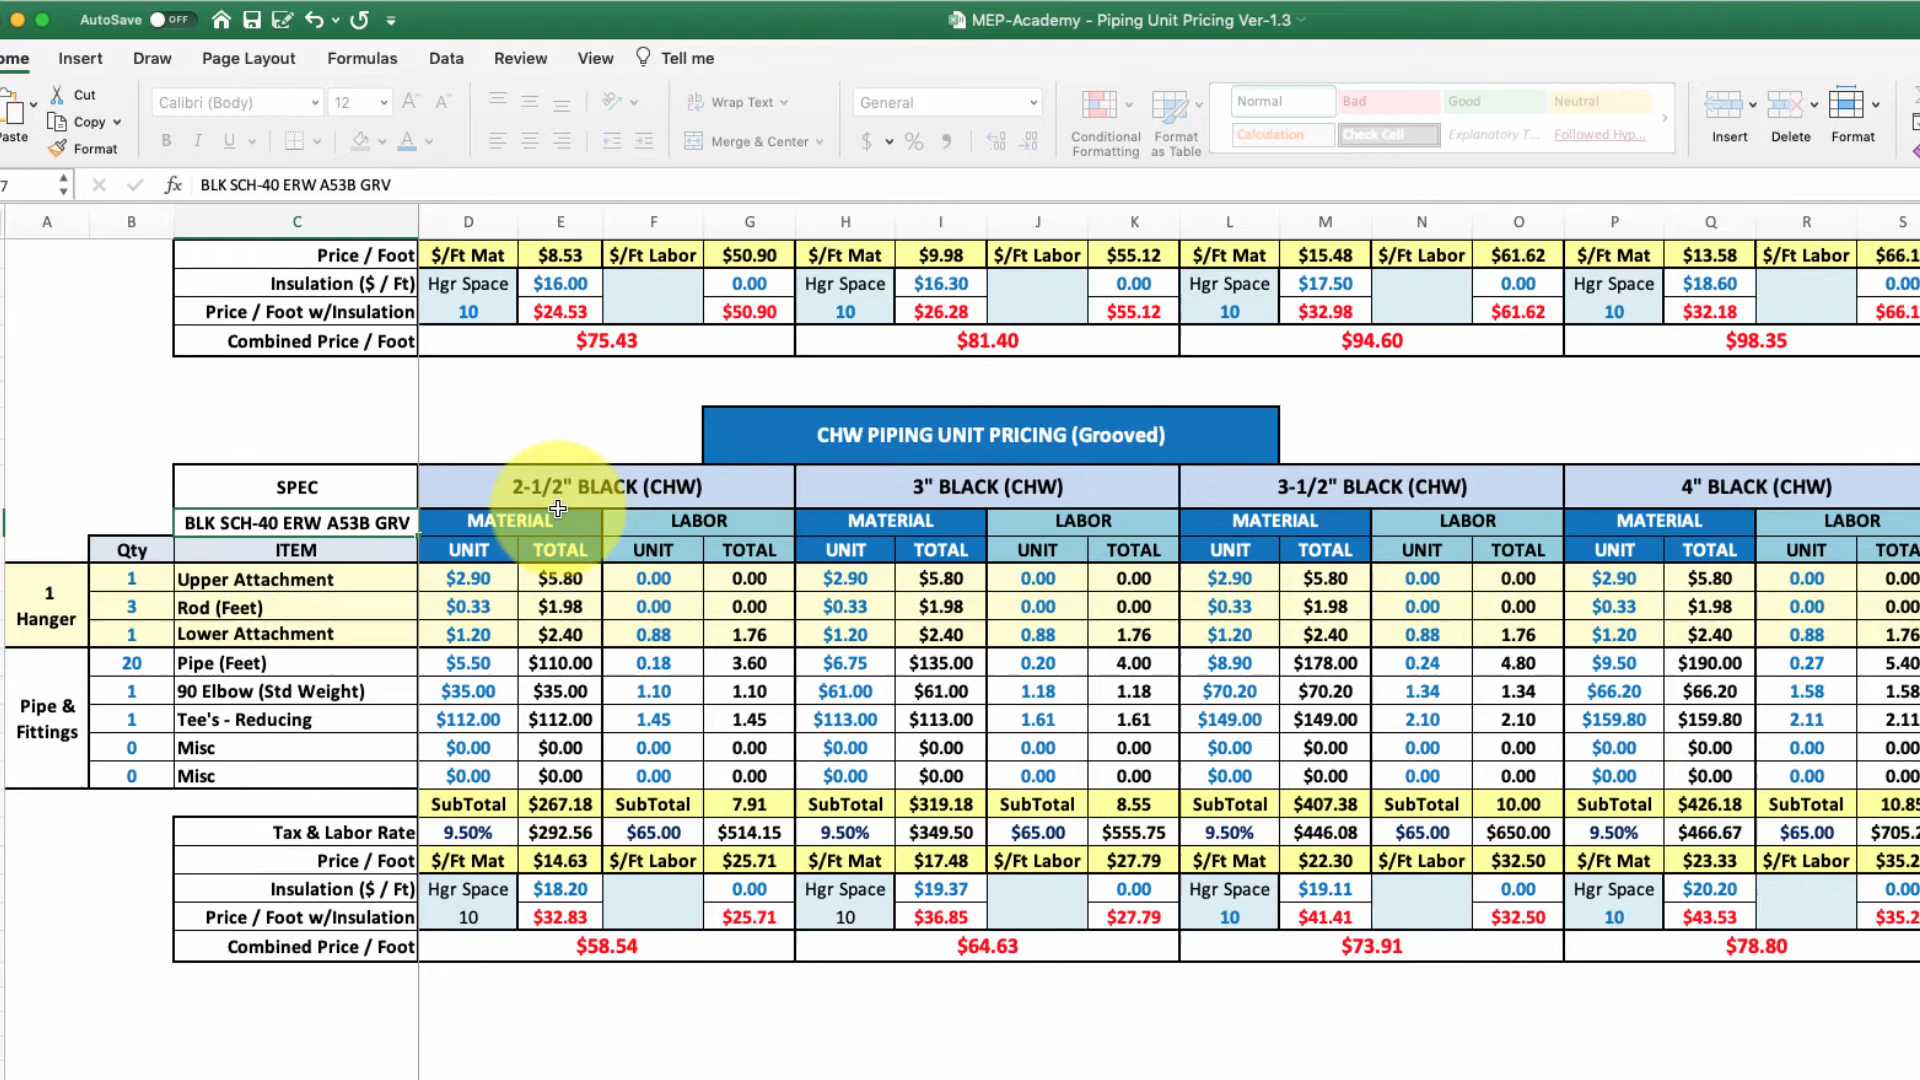 AutoSave OFF MEP-Academy - Piping Unit Pricing Ver-1.3
ome Insert Draw Page Layout Formulas Data Review View Tell me
Paste Cut Copy Format
Calibri (Body) 12 A^ A˅
B I U A
ab Wrap Text
Merge & Center
General
$ % ,
Conditional Formatting
Format as Table
Normal Bad Good Neutral
Calculation Check Cell Explanatory T... Followed Hyp...
Insert Delete Format
7 fx BLK SCH-40 ERW A53B GRV
A B C D E F G H I J K L M N O P Q R S
Price / Foot $/Ft Mat $8.53 $/Ft Labor $50.90 $/Ft Mat $9.98 $/Ft Labor $55.12 $/Ft Mat $15.48 $/Ft Labor $61.62 $/Ft Mat $13.58 $/Ft Labor $66.1
Insulation ($ / Ft) Hgr Space $16.00 0.00 Hgr Space $16.30 0.00 Hgr Space $17.50 0.00 Hgr Space $18.60 0.00
Price / Foot w/Insulation 10 $24.53 $50.90 10 $26.28 $55.12 10 $32.98 $61.62 10 $32.18 $66.1
Combined Price / Foot $75.43 $81.40 $94.60 $98.35
CHW PIPING UNIT PRICING (Grooved)
SPEC 2-1/2" BLACK (CHW) 3" BLACK (CHW) 3-1/2" BLACK (CHW) 4" BLACK (CHW)
BLK SCH-40 ERW A53B GRV MATERIAL LABOR MATERIAL LABOR MATERIAL LABOR MATERIAL LABOR
Qty ITEM UNIT TOTAL UNIT TOTAL UNIT TOTAL UNIT TOTAL UNIT TOTAL UNIT TOTAL UNIT TOTAL UNIT TOTA
1 Hanger
1 Upper Attachment $2.90 $5.80 0.00 0.00 $2.90 $5.80 0.00 0.00 $2.90 $5.80 0.00 0.00 $2.90 $5.80 0.00 0.00
3 Rod (Feet) $0.33 $1.98 0.00 0.00 $0.33 $1.98 0.00 0.00 $0.33 $1.98 0.00 0.00 $0.33 $1.98 0.00 0.00
1 Lower Attachment $1.20 $2.40 0.88 1.76 $1.20 $2.40 0.88 1.76 $1.20 $2.40 0.88 1.76 $1.20 $2.40 0.88 1.76
Pipe & Fittings
20 Pipe (Feet) $5.50 $110.00 0.18 3.60 $6.75 $135.00 0.20 4.00 $8.90 $178.00 0.24 4.80 $9.50 $190.00 0.27 5.40
1 90 Elbow (Std Weight) $35.00 $35.00 1.10 1.10 $61.00 $61.00 1.18 1.18 $70.20 $70.20 1.34 1.34 $66.20 $66.20 1.58 1.58
1 Tee's - Reducing $112.00 $112.00 1.45 1.45 $113.00 $113.00 1.61 1.61 $149.00 $149.00 2.10 2.10 $159.80 $159.80 2.11 2.11
0 Misc $0.00 $0.00 0.00 0.00 $0.00 $0.00 0.00 0.00 $0.00 $0.00 0.00 0.00 $0.00 $0.00 0.00 0.00
0 Misc $0.00 $0.00 0.00 0.00 $0.00 $0.00 0.00 0.00 $0.00 $0.00 0.00 0.00 $0.00 $0.00 0.00 0.00
SubTotal $267.18 SubTotal 7.91 SubTotal $319.18 SubTotal 8.55 SubTotal $407.38 SubTotal 10.00 SubTotal $426.18 SubTotal 10.85
Tax & Labor Rate 9.50% $292.56 $65.00 $514.15 9.50% $349.50 $65.00 $555.75 9.50% $446.08 $65.00 $650.00 9.50% $466.67 $65.00 $705.2
Price / Foot $/Ft Mat $14.63 $/Ft Labor $25.71 $/Ft Mat $17.48 $/Ft Labor $27.79 $/Ft Mat $22.30 $/Ft Labor $32.50 $/Ft Mat $23.33 $/Ft Labor $35.2
Insulation ($ / Ft) Hgr Space $18.20 0.00 Hgr Space $19.37 0.00 Hgr Space $19.11 0.00 Hgr Space $20.20 0.00
Price / Foot w/Insulation 10 $32.83 $25.71 10 $36.85 $27.79 10 $41.41 $32.50 10 $43.53 $35.2
Combined Price / Foot $58.54 $64.63 $73.91 $78.80